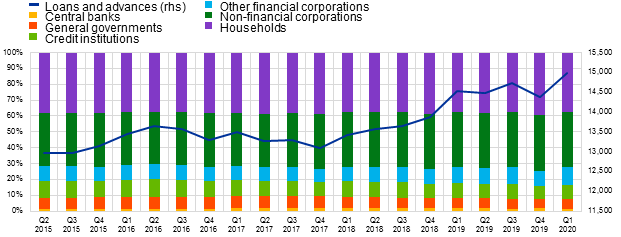 Loans and advances (rhs)
Central banks
General governments
Credit institutions
Other financial corporations
Non-financial corporations
Households
100%
90%
80%
70%
60%
50%
40%
30%
20%
10%
0%
15,500
15,000
14,500
14,000
13,500
13,000
12,500
12,000
11,500
Q2 Q3 Q4 Q1 Q2 Q3 Q4 Q1 Q2 Q3 Q4 Q1 Q2 Q3 Q4 Q1 Q2 Q3 Q4 Q1
2015 2015 2015 2016 2016 2016 2016 2017 2017 2017 2017 2018 2018 2018 2018 2019 2019 2019 2019 2020